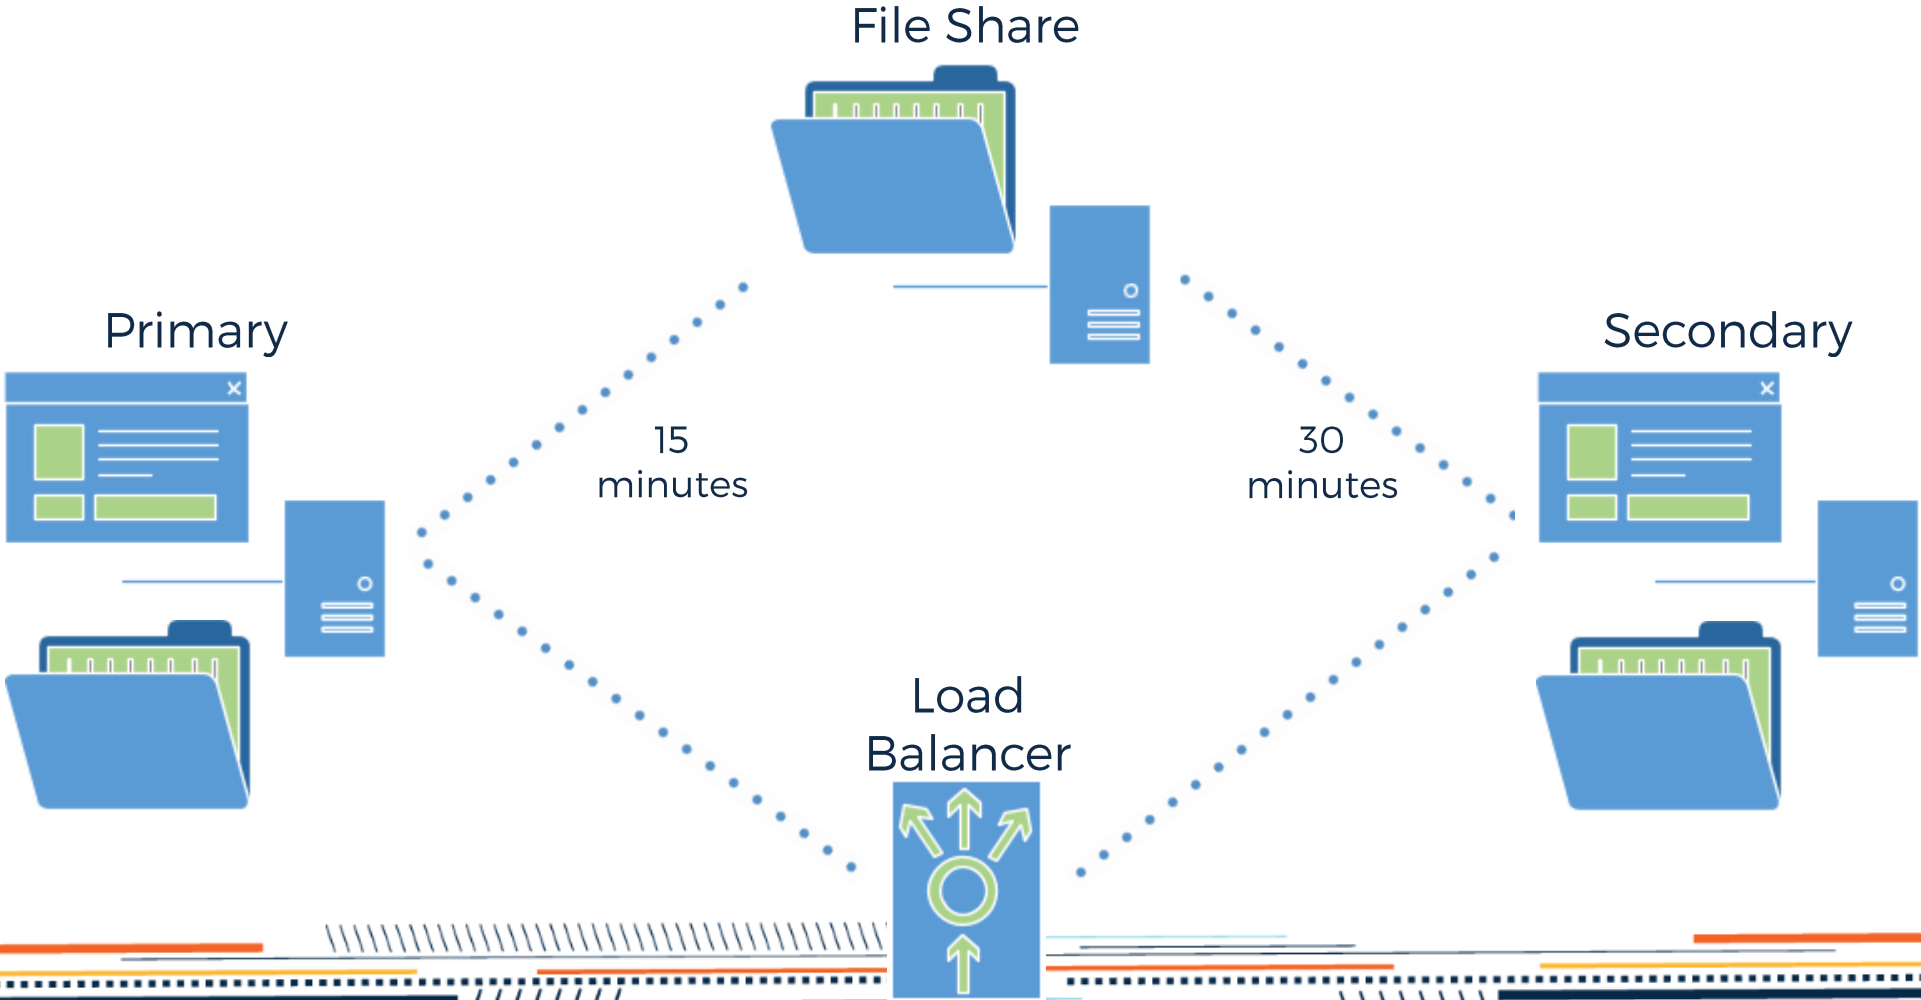 File Share
Primary
Secondary
15
minutes
30
minutes
Load
Balancer